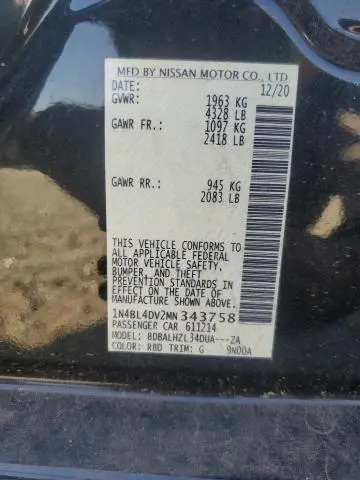 MFD BY NISSAN MOTOR CO., LTD
DATE: 12/20
GVWR: 1963 KG
4328 LB
GAWR FR.: 1097 KG
2418 LB
GAWR RR.: 945 KG
2083 LB
THIS VEHICLE CONFORMS TO
ALL APPLICABLE FEDERAL
MOTOR VEHICLE SAFETY,
BUMPER, AND THEFT
PREVENTION STANDARDS IN
EFFECT ON THE DATE OF
MANUFACTURE SHOWN ABOVE.
1N4BL4DV2MN343758
PASSENGER CAR 611214
MODEL: BDBALHZL34DUA---ZA
COLOR: RBD TRIM: G 9N00A